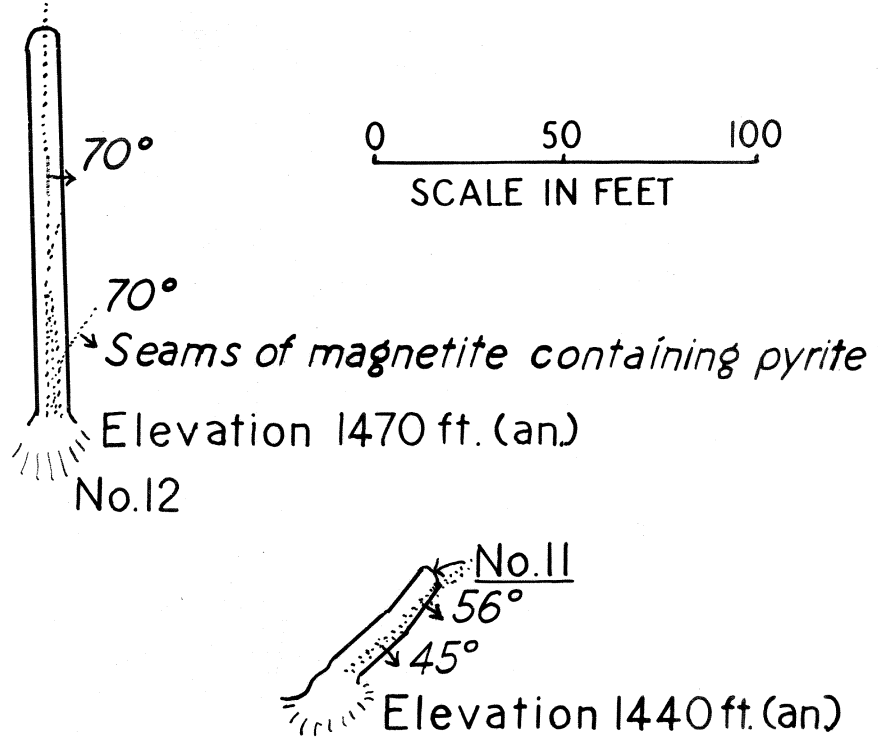 70°
0 50 100
SCALE IN FEET
70°
Seams of magnetite containing pyrite
Elevation 1470 ft. (an.)
No. 12
No. 11
56°
45°
Elevation 1440 ft. (an)